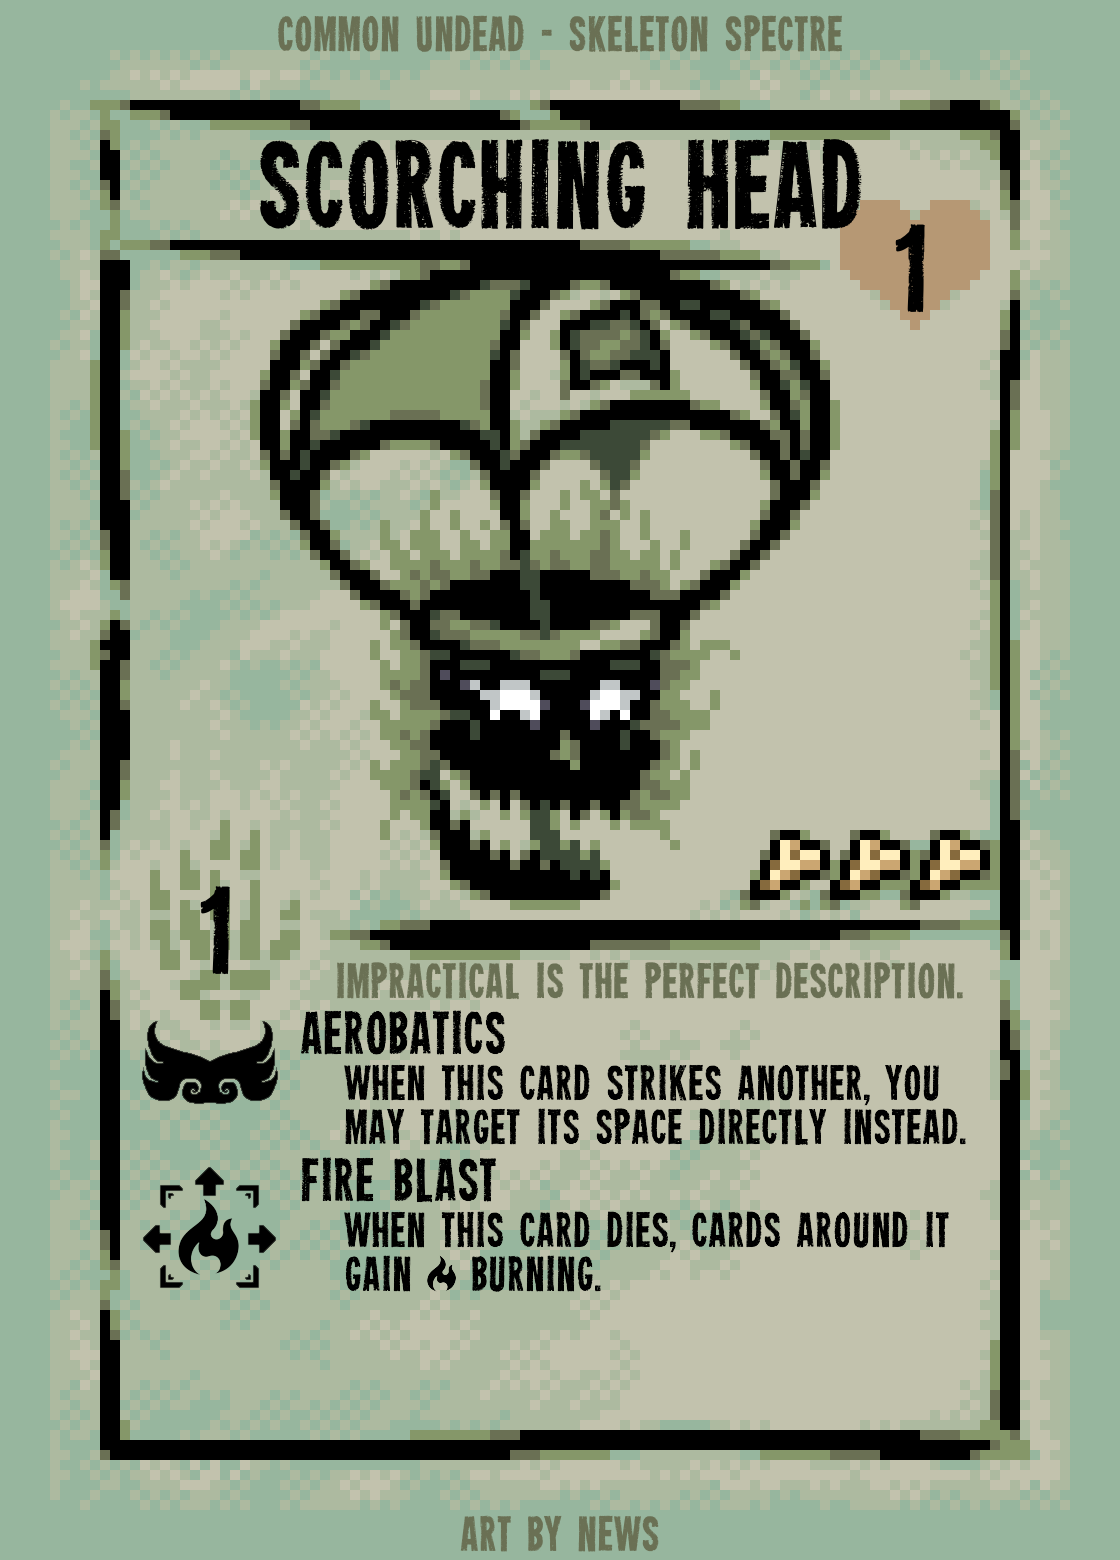 COMMON UNDEAD - SKELETON SPECTRE
SCORCHING HEAD
1
1
IMPRACTICAL IS THE PERFECT DESCRIPTION.
AEROBATICS
WHEN THIS CARD STRIKES ANOTHER, YOU
MAY TARGET ITS SPACE DIRECTLY INSTEAD.
FIRE BLAST
WHEN THIS CARD DIES, CARDS AROUND IT
GAIN BURNING.
ART BY NEWS